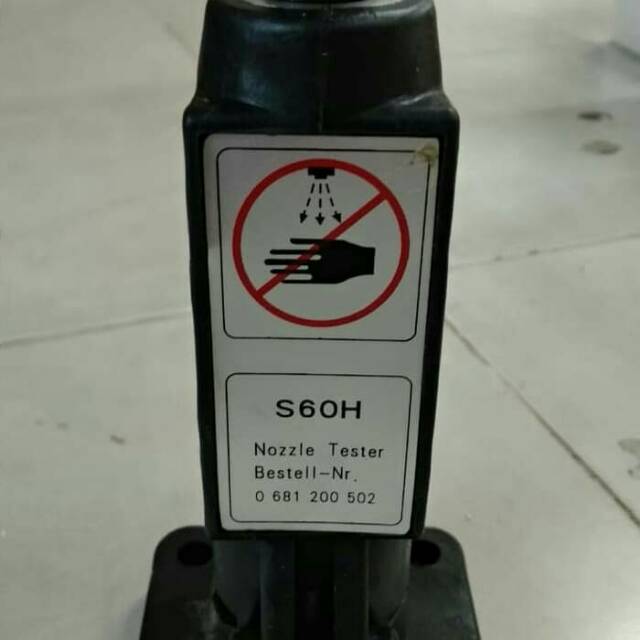 S60H
Nozzle Tester
Bestell-Nr.
0 681 200 502